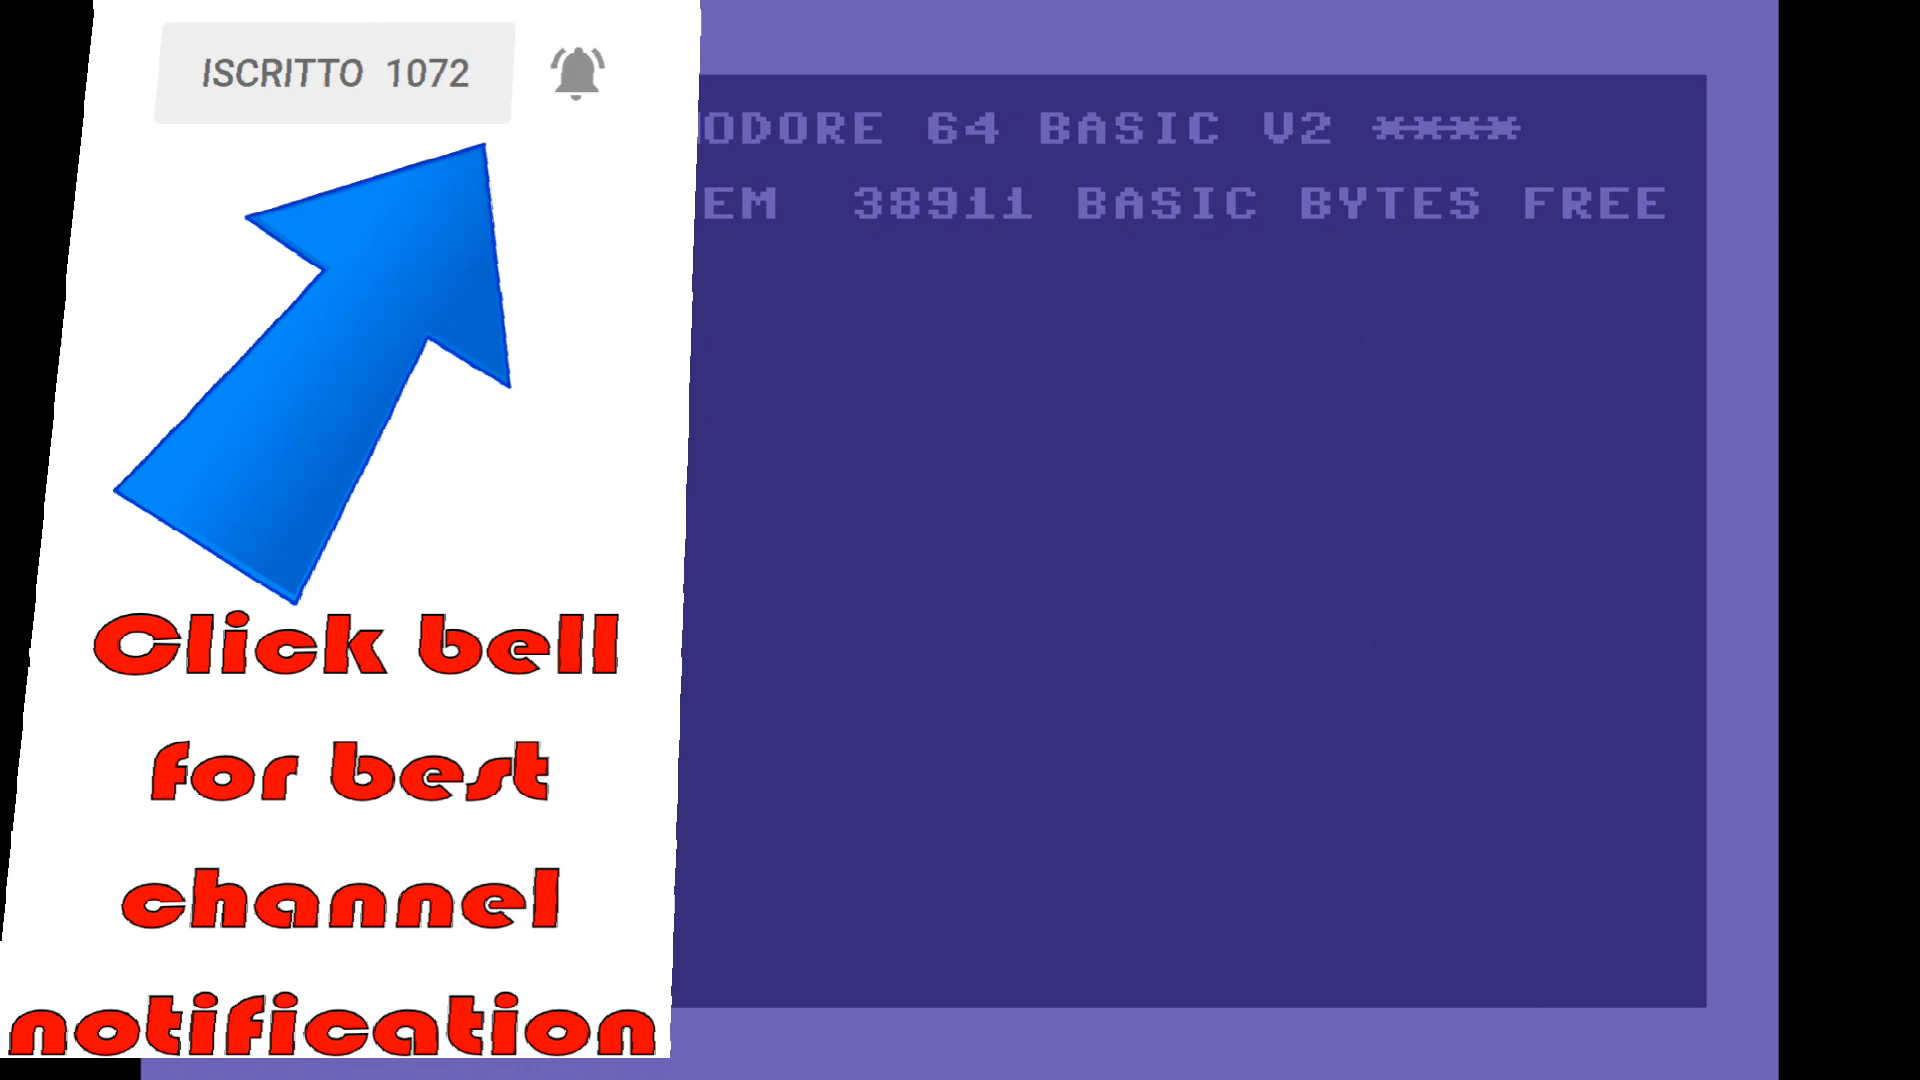 ISCRITTO 1072
ODORE 64 BASIC V2 ****
EM 38911 BASIC BYTES FREE
Click bell
for best
channel
notification